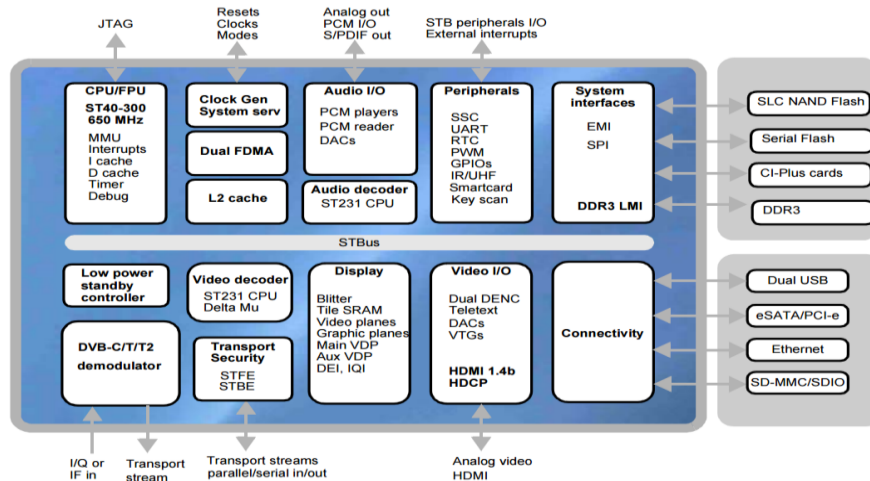 JTAG
Resets
Clocks
Modes
Analog out
PCM I/O
S/PDIF out
STB peripherals I/O
External interrupts
CPU/FPU
ST40-300
650 MHz
MMU
Interrupts
I cache
D cache
Timer
Debug
Clock Gen
System serv
Dual FDMA
L2 cache
Audio I/O
PCM players
PCM reader
DACs
Audio decoder
ST231 CPU
Peripherals
SSC
UART
RTC
PWM
GPIOs
IR/UHF
Smartcard
Key scan
System
interfaces
EMI
SPI
DDR3 LMI
SLC NAND Flash
Serial Flash
CI-Plus cards
DDR3
STBus
Low power
standby
controller
DVB-C/T/T2
demodulator
Video decoder
ST231 CPU
Delta Mu
Transport
Security
STFE
STBE
Display
Blitter
Tile SRAM
Video planes
Graphic planes
Main VDP
Aux VDP
DEI, IQI
Video I/O
Dual DENC
Teletext
DACs
VTGs
HDMI 1.4b
HDCP
Connectivity
Dual USB
eSATA/PCI-e
Ethernet
SD-MMC/SDIO
I/Q or
IF in
Transport
stream
Transport streams
parallel/serial in/out
Analog video
HDMI